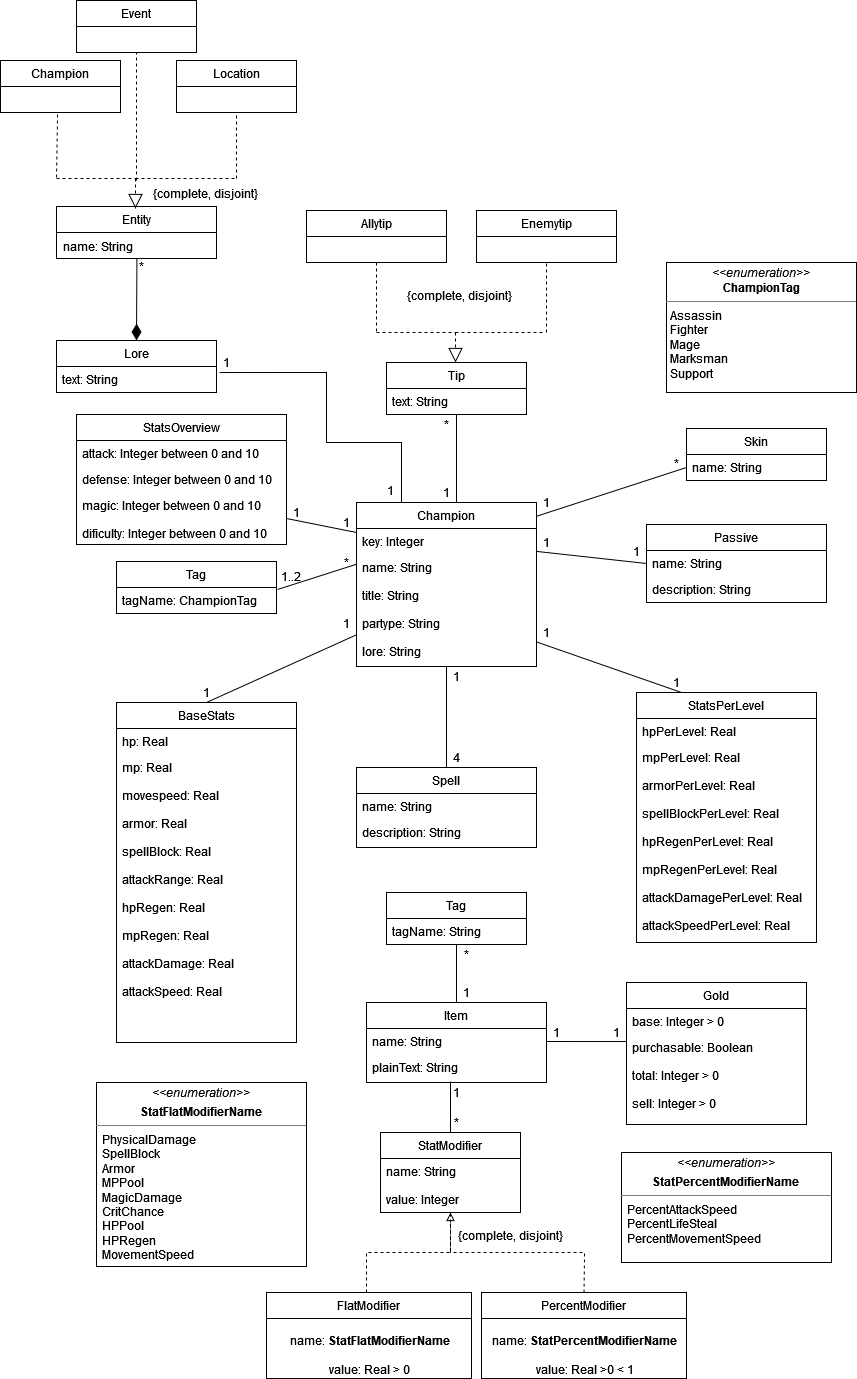 Event
Champion
Location
{complete, disjoint}
Entity
name: String
*
Lore
text: String
1
Allytip
Enemytip
{complete, disjoint}
Tip
text: String
*
<<enumeration>>
ChampionTag
Assassin
Fighter
Mage
Marksman
Support
StatsOverview
attack: Integer between 0 and 10
defense: Integer between 0 and 10
magic: Integer between 0 and 10
dificulty: Integer between 0 and 10
1
1
Tag
tagName: ChampionTag
1..2
*
1
1
Champion
key: Integer
name: String
title: String
partype: String
lore: String
Skin
name: String
*
1
Passive
name: String
description: String
1
1
1
1
BaseStats
hp: Real
mp: Real
movespeed: Real
armor: Real
spellBlock: Real
attackRange: Real
hpRegen: Real
mpRegen: Real
attackDamage: Real
attackSpeed: Real
1
4
Spell
name: String
description: String
1
1
StatsPerLevel
hpPerLevel: Real
mpPerLevel: Real
armorPerLevel: Real
spellBlockPerLevel: Real
hpRegenPerLevel: Real
mpRegenPerLevel: Real
attackDamagePerLevel: Real
attackSpeedPerLevel: Real
Tag
tagName: String
*
1
Item
name: String
plainText: String
1
1
Gold
base: Integer > 0
purchasable: Boolean
total: Integer > 0
sell: Integer > 0
1
*
<<enumeration>>
StatFlatModifierName
PhysicalDamage
SpellBlock
Armor
MPPool
MagicDamage
CritChance
HPPool
HPRegen
MovementSpeed
StatModifier
name: String
value: Integer
{complete, disjoint}
<<enumeration>>
StatPercentModifierName
PercentAttackSpeed
PercentLifeSteal
PercentMovementSpeed
FlatModifier
name: StatFlatModifierName
value: Real > 0
PercentModifier
name: StatPercentModifierName
value: Real >0 < 1